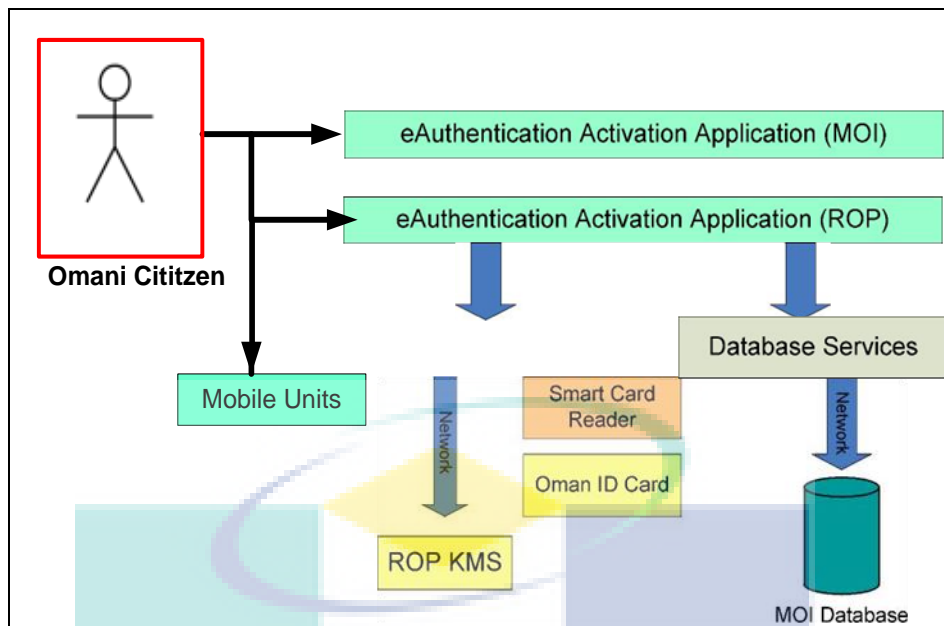 eAuthentication Activation Application (MOI)
eAuthentication Activation Application (ROP)
Omani Cititzen
Database Services
Mobile Units
Network
Smart Card
Reader
Network
Oman ID Card
ROP KMS
MOI Database